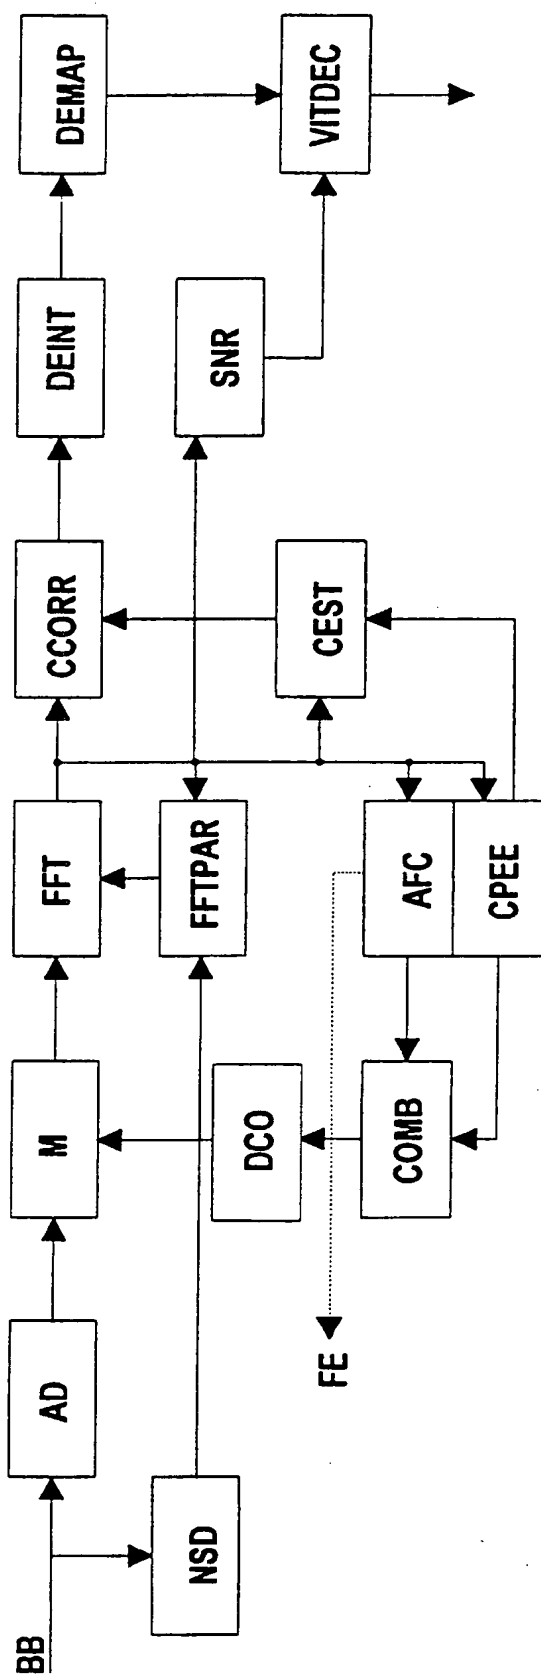 BB
AD
M
FFT
CCORR
DEINT
DEMAP
NSD
FFTPAR
SNR
VITDEC
DCO
CEST
FE
COMB
AFC
CPEE